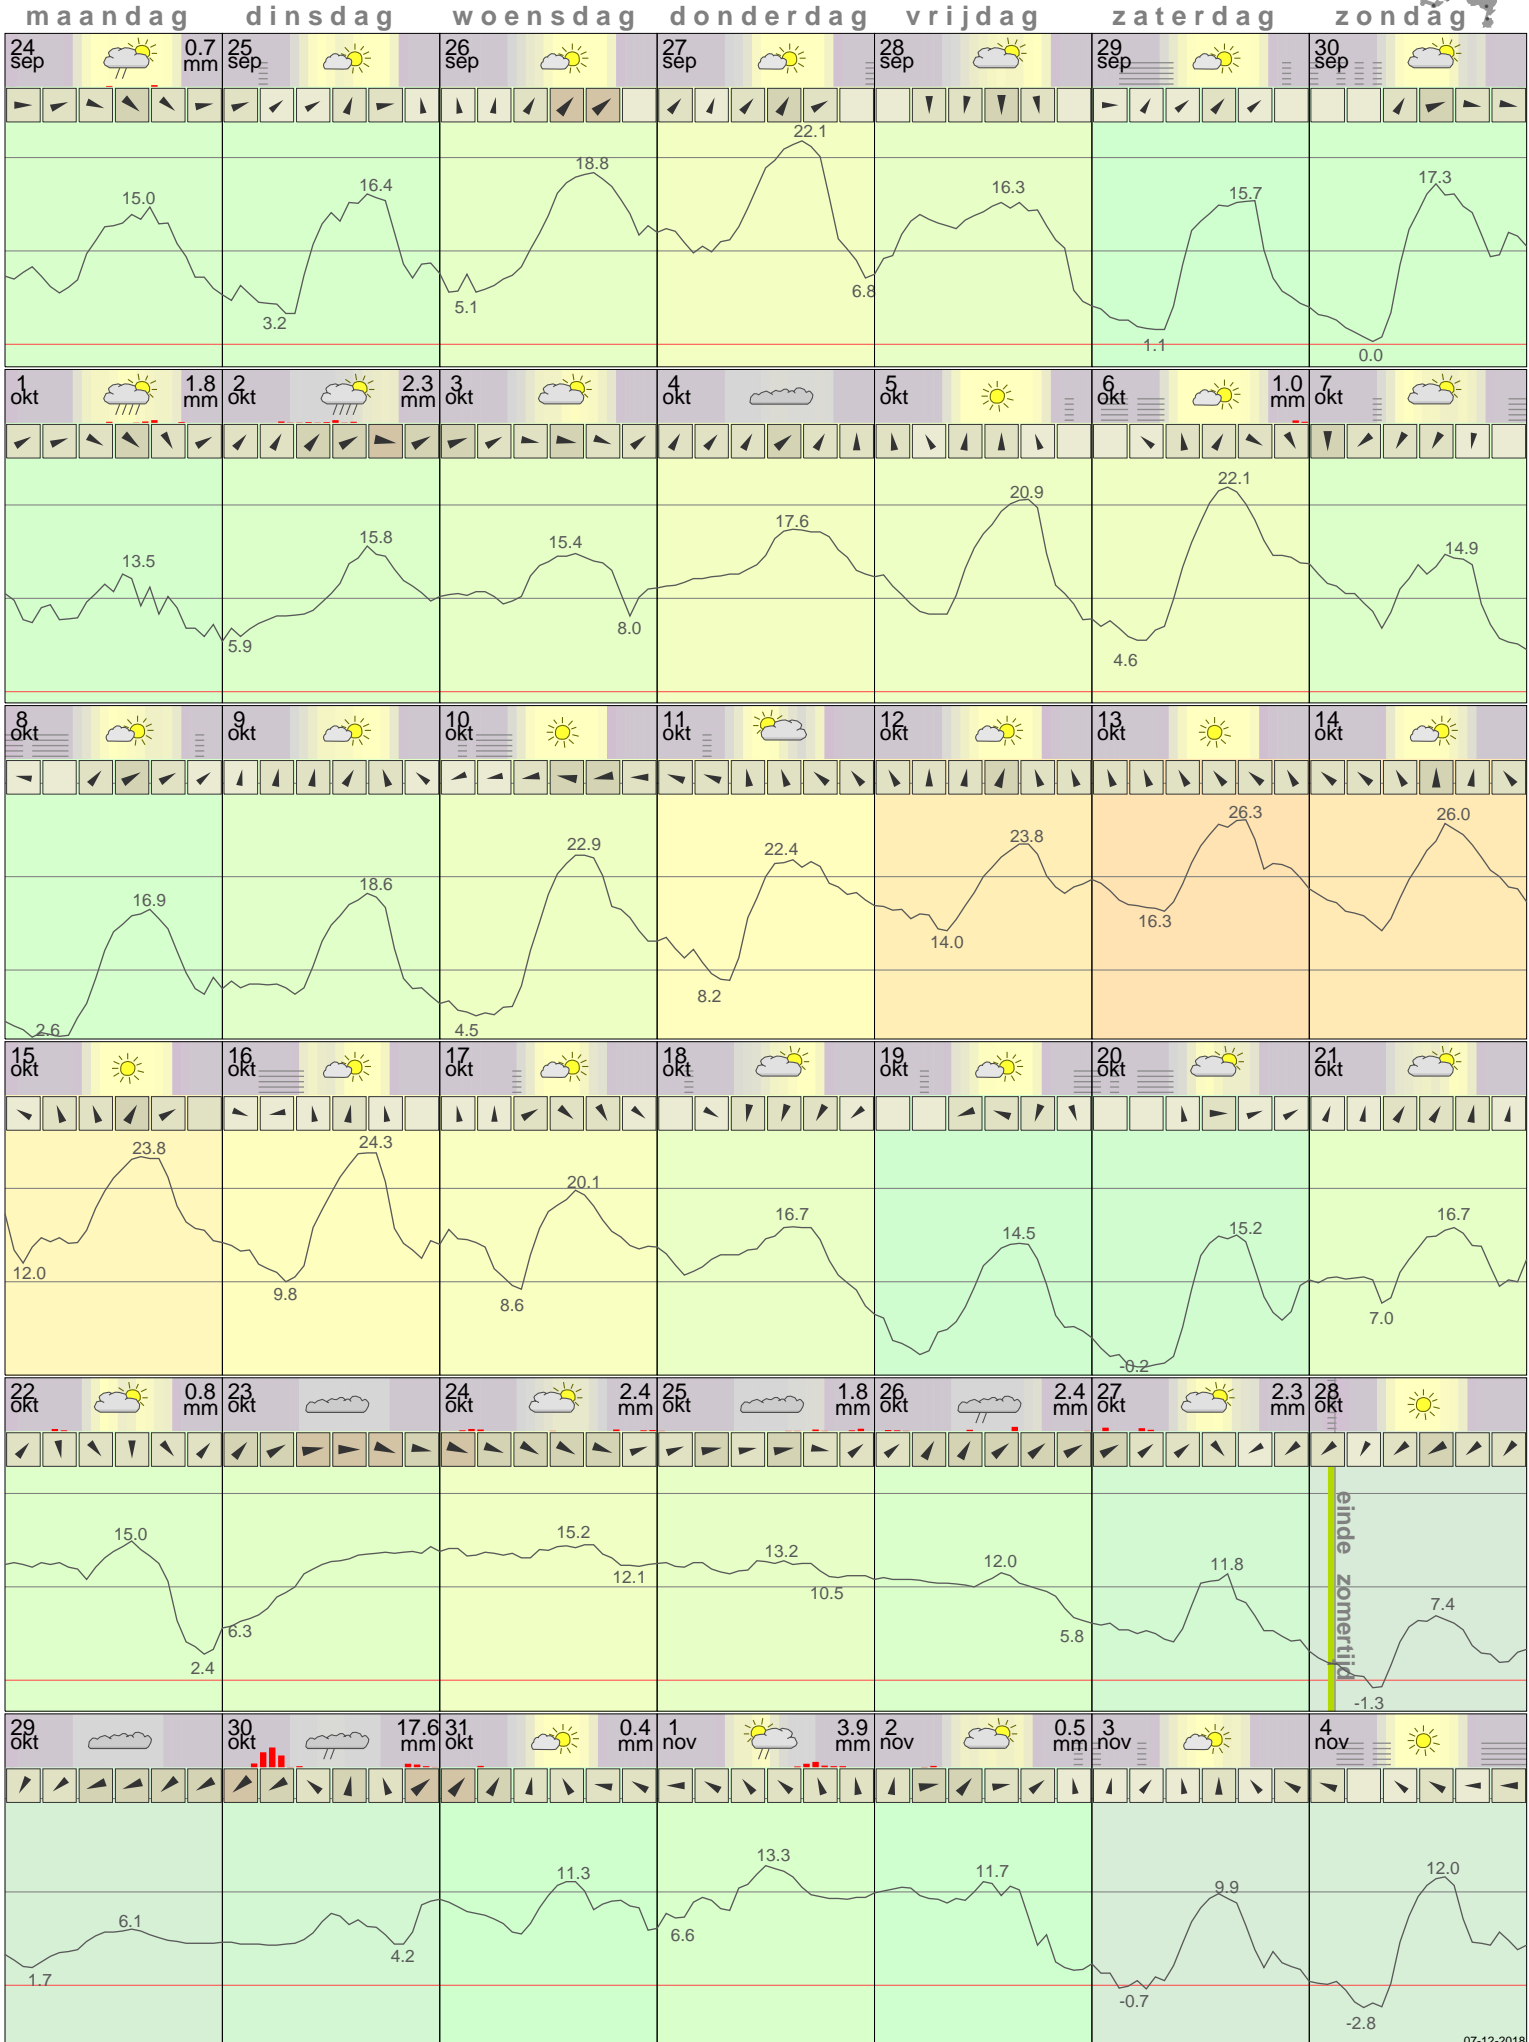 maandag dinsdag woensdag donderdag vrijdag zaterdag zondag
24 sep 0.7 mm 25 sep 26 sep 27 sep 28 sep 29 sep 30 sep
15.0 3.2 16.4 5.1 18.8 22.1 6.8 16.3 1.1 15.7 0.0 17.3
1 okt 1.8 mm 2 okt 2.3 mm 3 okt 4 okt 5 okt 6 okt 1.0 mm 7 okt
13.5 5.9 15.8 15.4 8.0 17.6 20.9 4.6 22.1 14.9
8 okt 9 okt 10 okt 11 okt 12 okt 13 okt 14 okt
2.6 16.9 18.6 4.5 22.9 8.2 22.4 14.0 23.8 16.3 26.3 26.0
15 okt 16 okt 17 okt 18 okt 19 okt 20 okt 21 okt
12.0 23.8 9.8 24.3 8.6 20.1 16.7 14.5 -0.2 15.2 7.0 16.7
22 okt 0.8 mm 23 okt 24 okt 2.4 mm 25 okt 1.8 mm 26 okt 2.4 mm 27 okt 2.3 mm 28 okt
15.0 2.4 6.3 15.2 12.1 13.2 10.5 12.0 5.8 11.8 -1.3 7.4
einde zomertijd
29 okt 30 okt 17.6 mm 31 okt 0.4 mm 1 nov 3.9 mm 2 nov 0.5 mm 3 nov 4 nov
1.7 6.1 4.2 11.3 6.6 13.3 11.7 -0.7 9.9 -2.8 12.0
07-12-2018